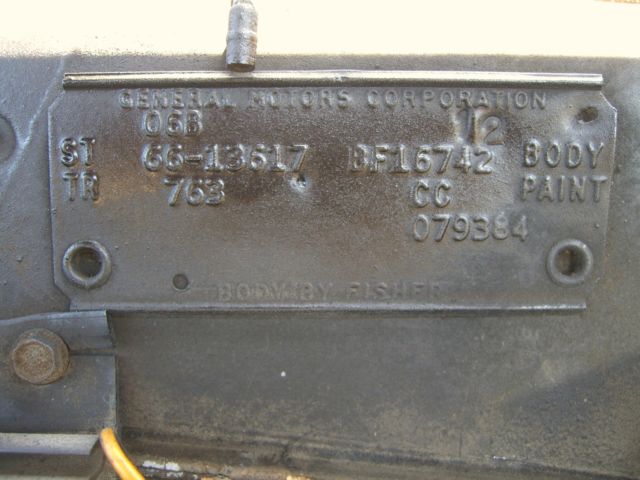 GENERAL MOTORS CORPORATION
06B 12
ST 66-13617 BF16742 BODY
TR 763 CC PAINT
079384
BODY BY FISHER